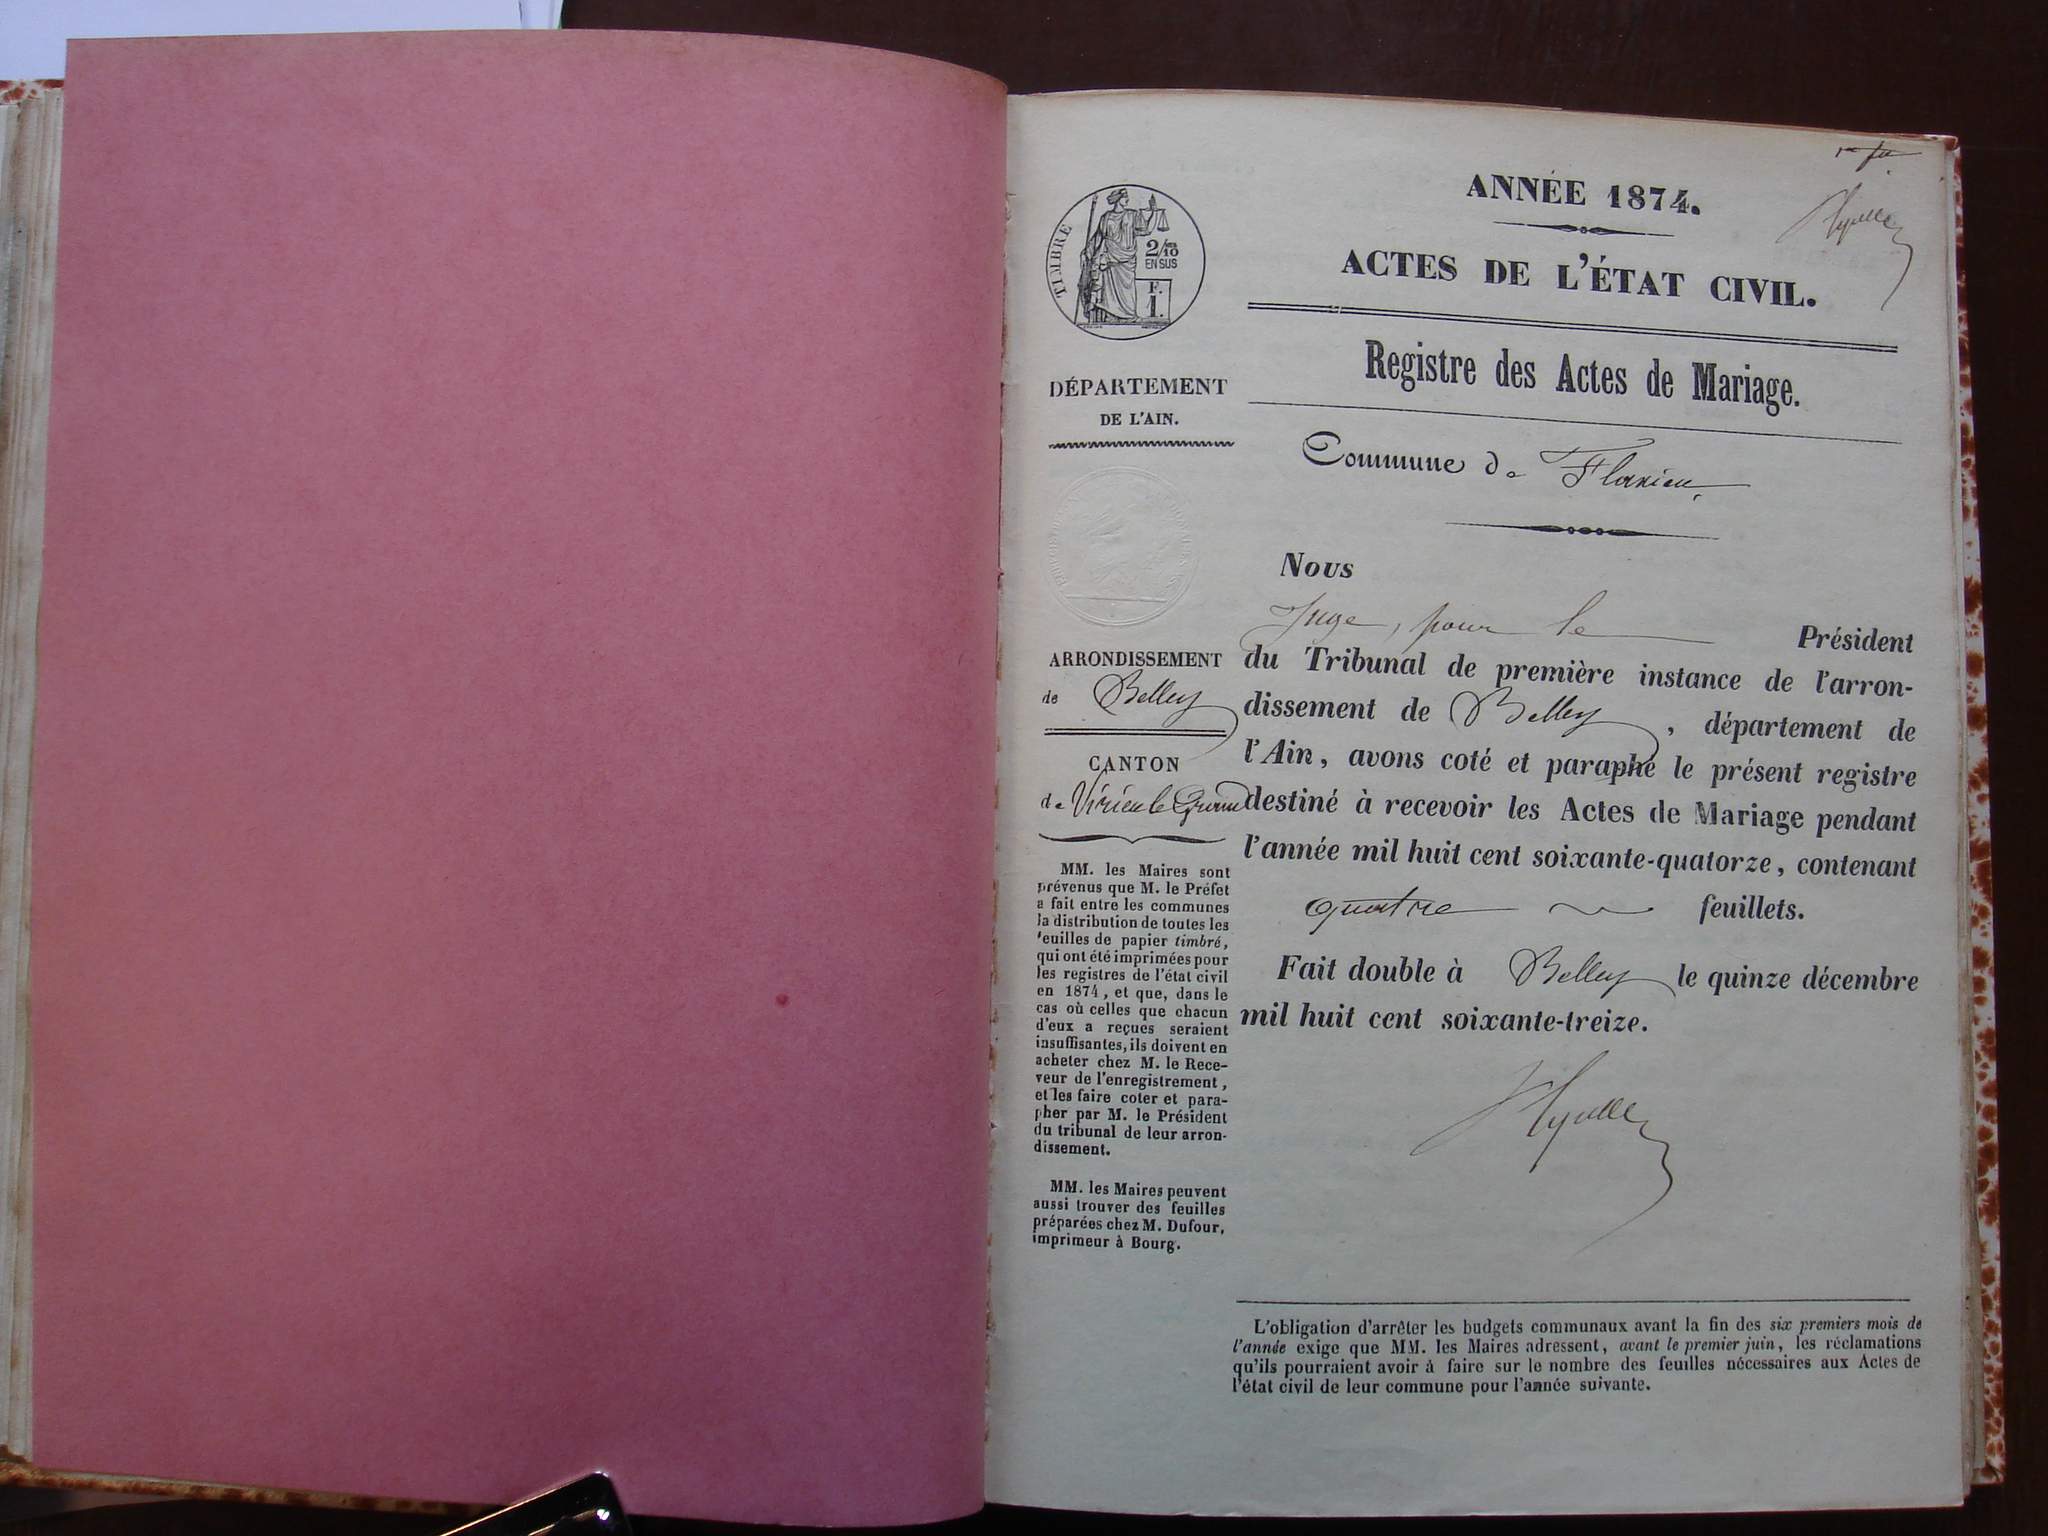 1er fet
ANNÉE 1874.
ACTES DE L'ÉTAT CIVIL.
Registre des Actes de Mariage.
Commune de Flaxieu
TIMBRE
2/10
EN SUS
F.
1.
DÉPARTEMENT
DE L'AIN.
ARRONDISSEMENT
de Belley
CANTON
de Virieu le Grand
MM. les Maires sont
prévenus que M. le Préfet
a fait entre les communes
la distribution de toutes les
feuilles de papier timbré,
qui ont été imprimées pour
les registres de l'état civil
en 1874, et que, dans le
cas où celles que chacun
d'eux a reçues seraient
insuffisantes, ils doivent en
acheter chez M. le Rece-
veur de l'enregistrement,
et les faire coter et para-
pher par M. le Président
du tribunal de leur arron-
dissement.
MM. les Maires peuvent
aussi trouver des feuilles
préparées chez M. Dufour,
imprimeur à Bourg.
Nous
Juge, pour le Président
du Tribunal de première instance de l'arron-
dissement de Belley, département de
l'Ain, avons coté et paraphé le présent registre
destiné à recevoir les Actes de Mariage pendant
l'année mil huit cent soixante-quatorze, contenant
quatre feuillets.
Fait double à Belley le quinze décembre
mil huit cent soixante-treize.
L'obligation d'arrêter les budgets communaux avant la fin des six premiers mois de
l'année exige que MM. les Maires adressent, avant le premier juin, les réclamations
qu'ils pourraient avoir à faire sur le nombre des feuilles nécessaires aux Actes de
l'état civil de leur commune pour l'année suivante.